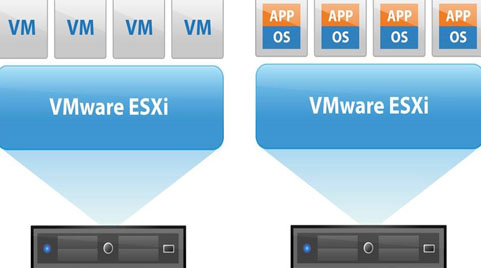 VM VM VM VM
VMware ESXi
APP APP APP APP
OS OS OS OS
VMware ESXi